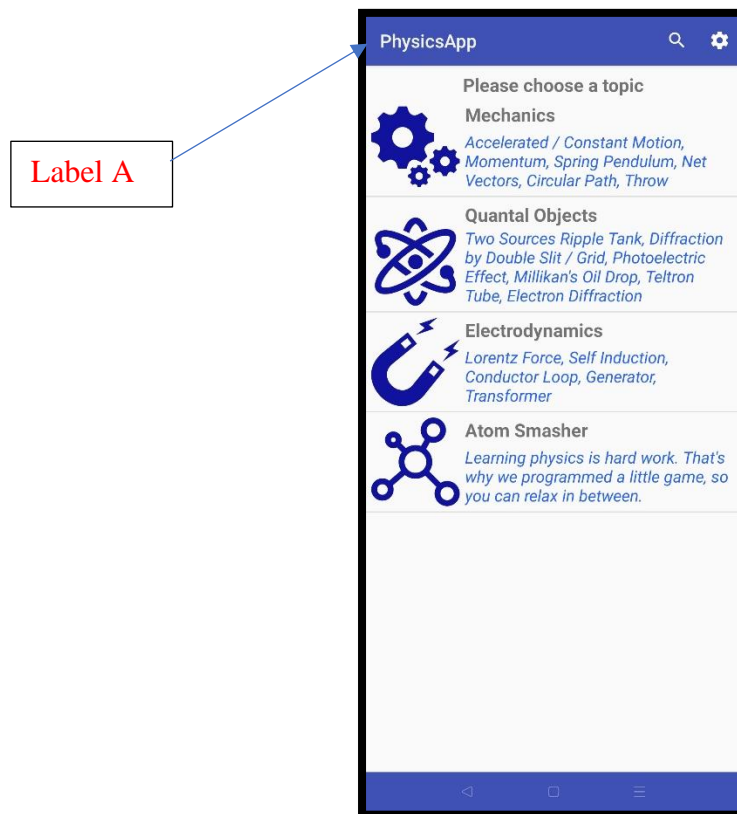 PhysicsApp
Label A
Please choose a topic
Mechanics
Accelerated / Constant Motion,
Momentum, Spring Pendulum, Net
Vectors, Circular Path, Throw
Quantal Objects
Two Sources Ripple Tank, Diffraction
by Double Slit / Grid, Photoelectric
Effect, Millikan's Oil Drop, Teltron
Tube, Electron Diffraction
Electrodynamics
Lorentz Force, Self Induction,
Conductor Loop, Generator,
Transformer
Atom Smasher
Learning physics is hard work. That's
why we programmed a little game, so
you can relax in between.